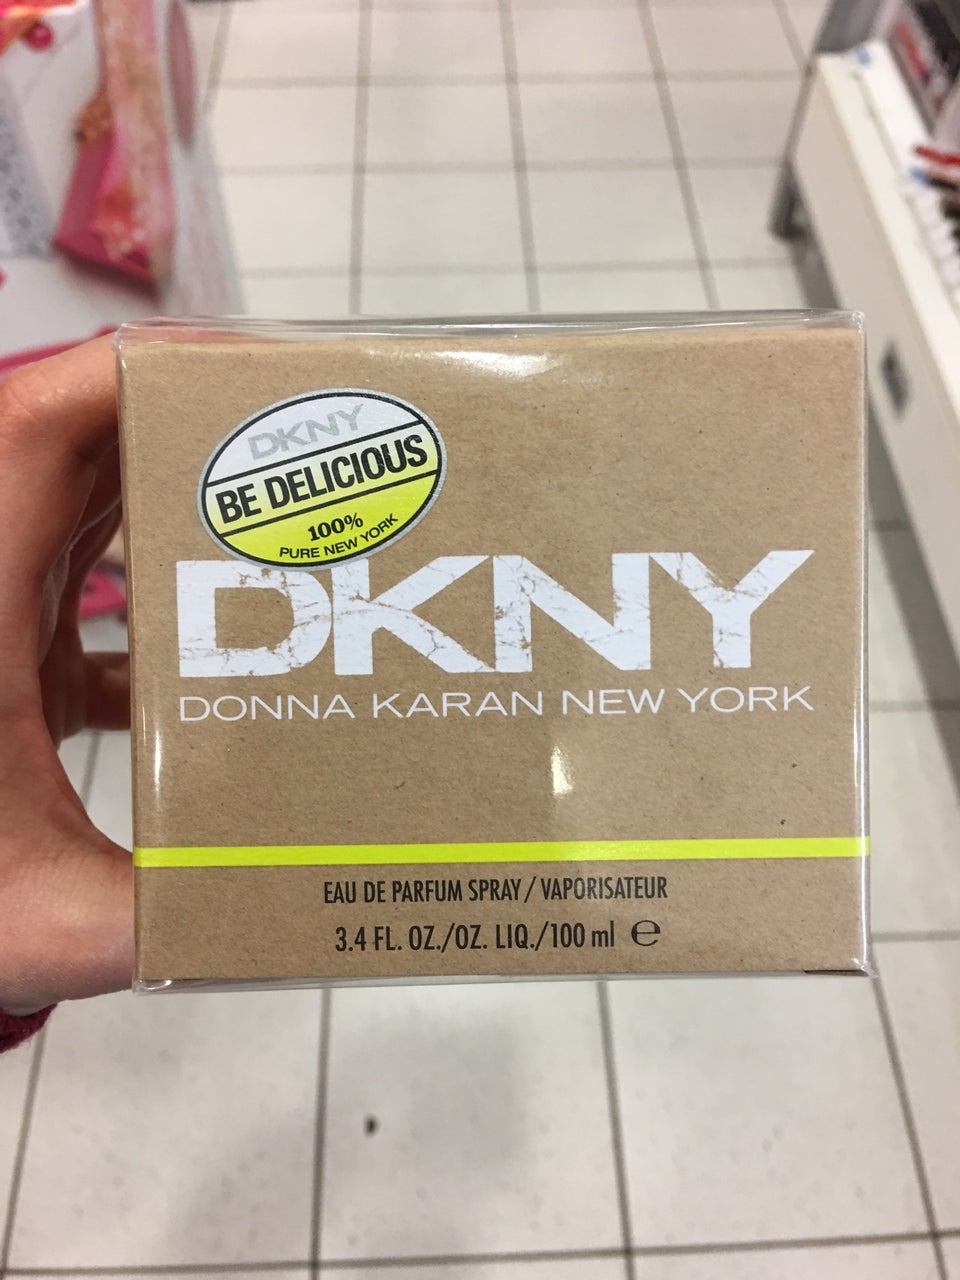 DKNY
BE DELICIOUS
100%
PURE NEW YORK
DKNY
DONNA KARAN NEW YORK
EAU DE PARFUM SPRAY / VAPORISATEUR
3.4 FL. OZ./OZ. LIQ./100 ml ℮